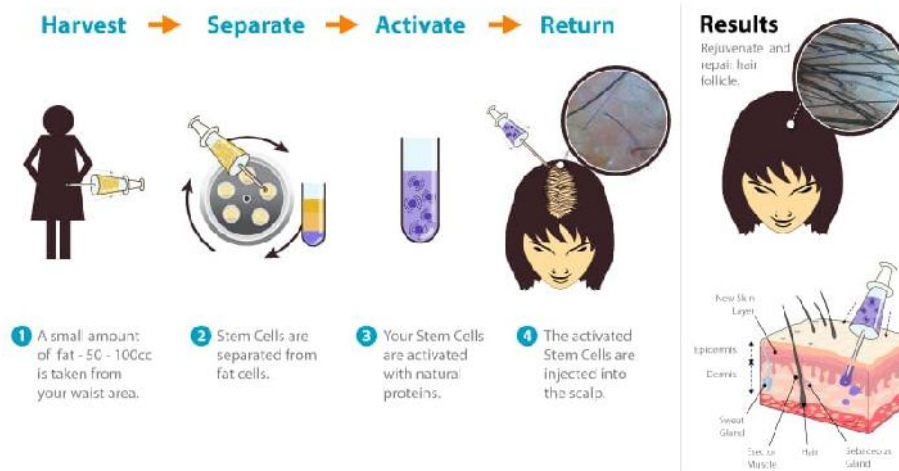 Harvest
Separate
Activate
Return
1 A small amount
of fat - 50 - 100cc
is taken from
your waist area.
2 Stem Cells are
separated from
fat cells.
3 Your Stem Cells
are activated
with natural
proteins.
4 The activated
Stem Cells are
injected into
the scalp.
Results
Rejuvenate and
repair hair
follicle.
New Skin
Layer
Epidermis
Dermis
Sweat
Gland
Erector
Muscle
Hair
Sebaceous
Gland